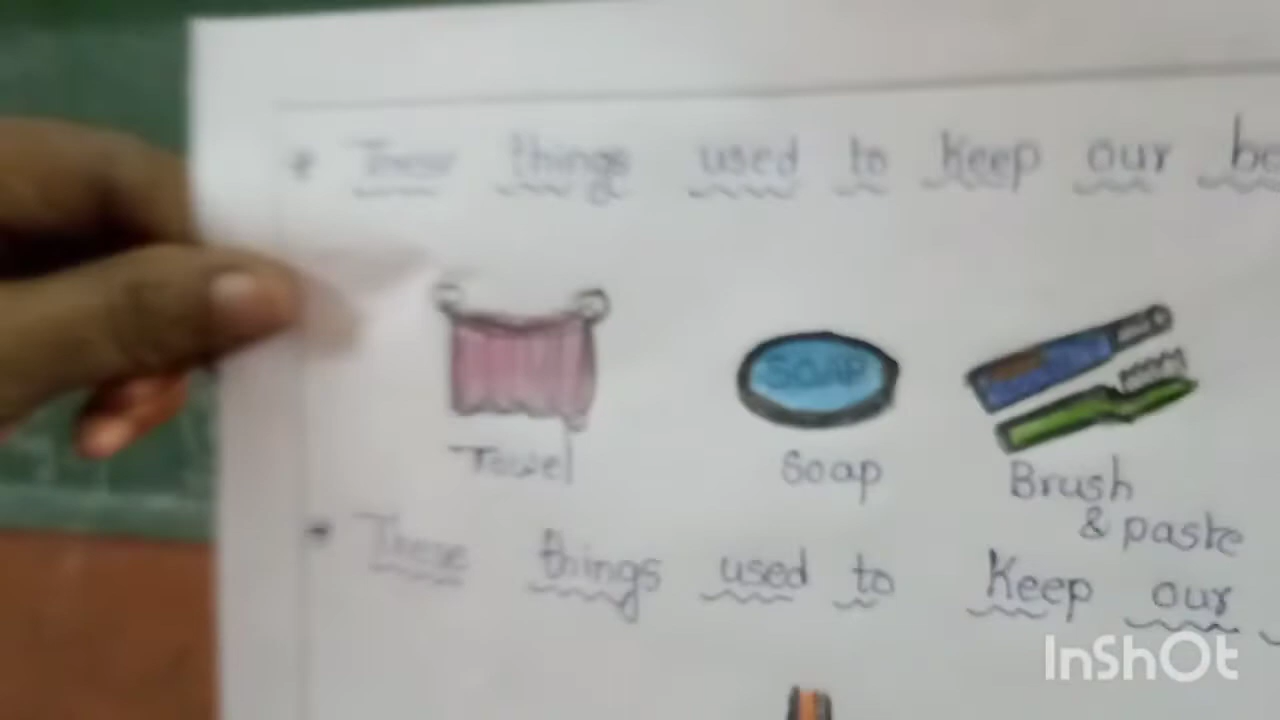 These things used to keep our
SOAP
Towel
Soap
Brush
& paste
These things used to Keep our
InShOt